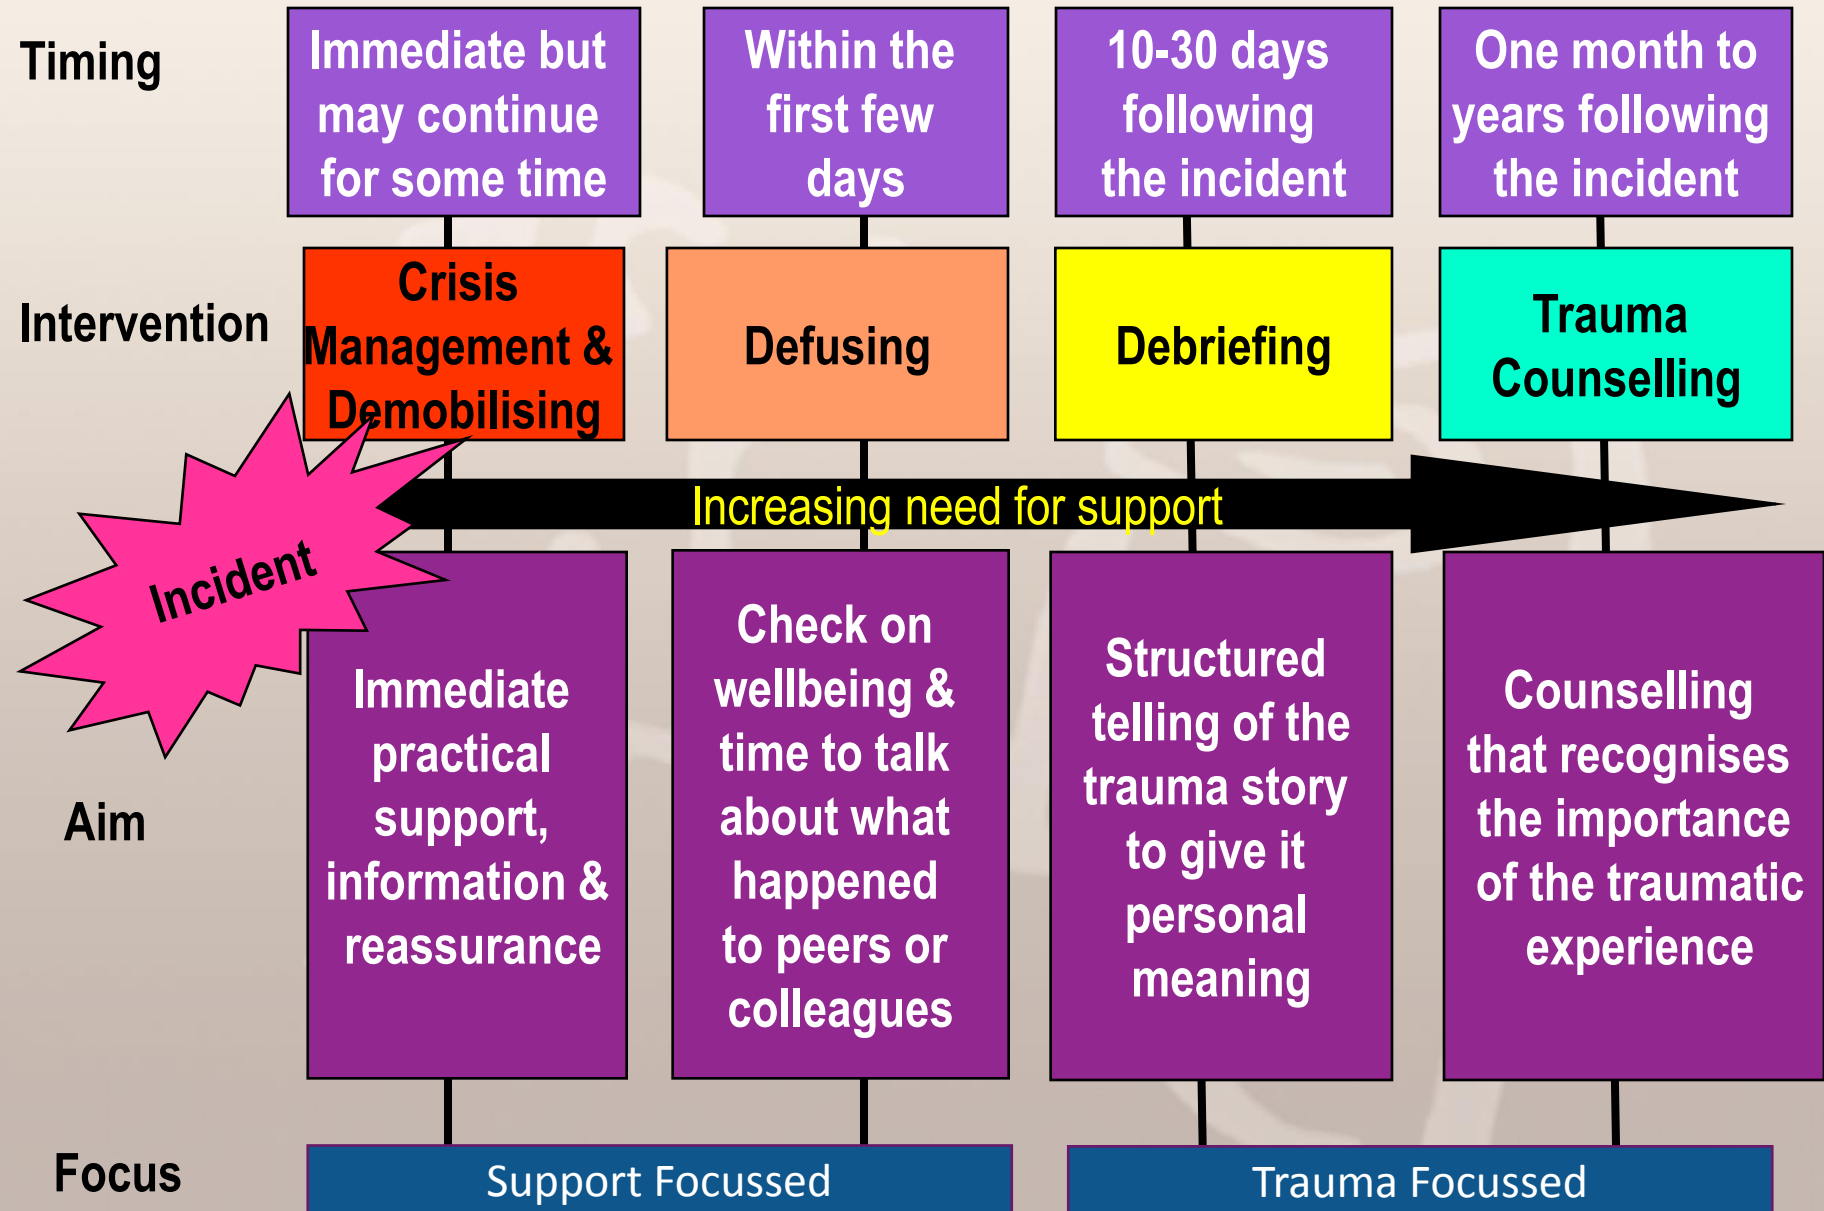 Timing
Immediate but
may continue
for some time
Within the
first few
days
10-30 days
following
the incident
One month to
years following
the incident
Intervention
Crisis
Management &
Demobilising
Defusing
Debriefing
Trauma
Counselling
Increasing need for support
Incident
Aim
Immediate
practical
support,
information &
reassurance
Check on
wellbeing &
time to talk
about what
happened
to peers or
colleagues
Structured
telling of the
trauma story
to give it
personal
meaning
Counselling
that recognises
the importance
of the traumatic
experience
Focus
Support Focussed
Trauma Focussed